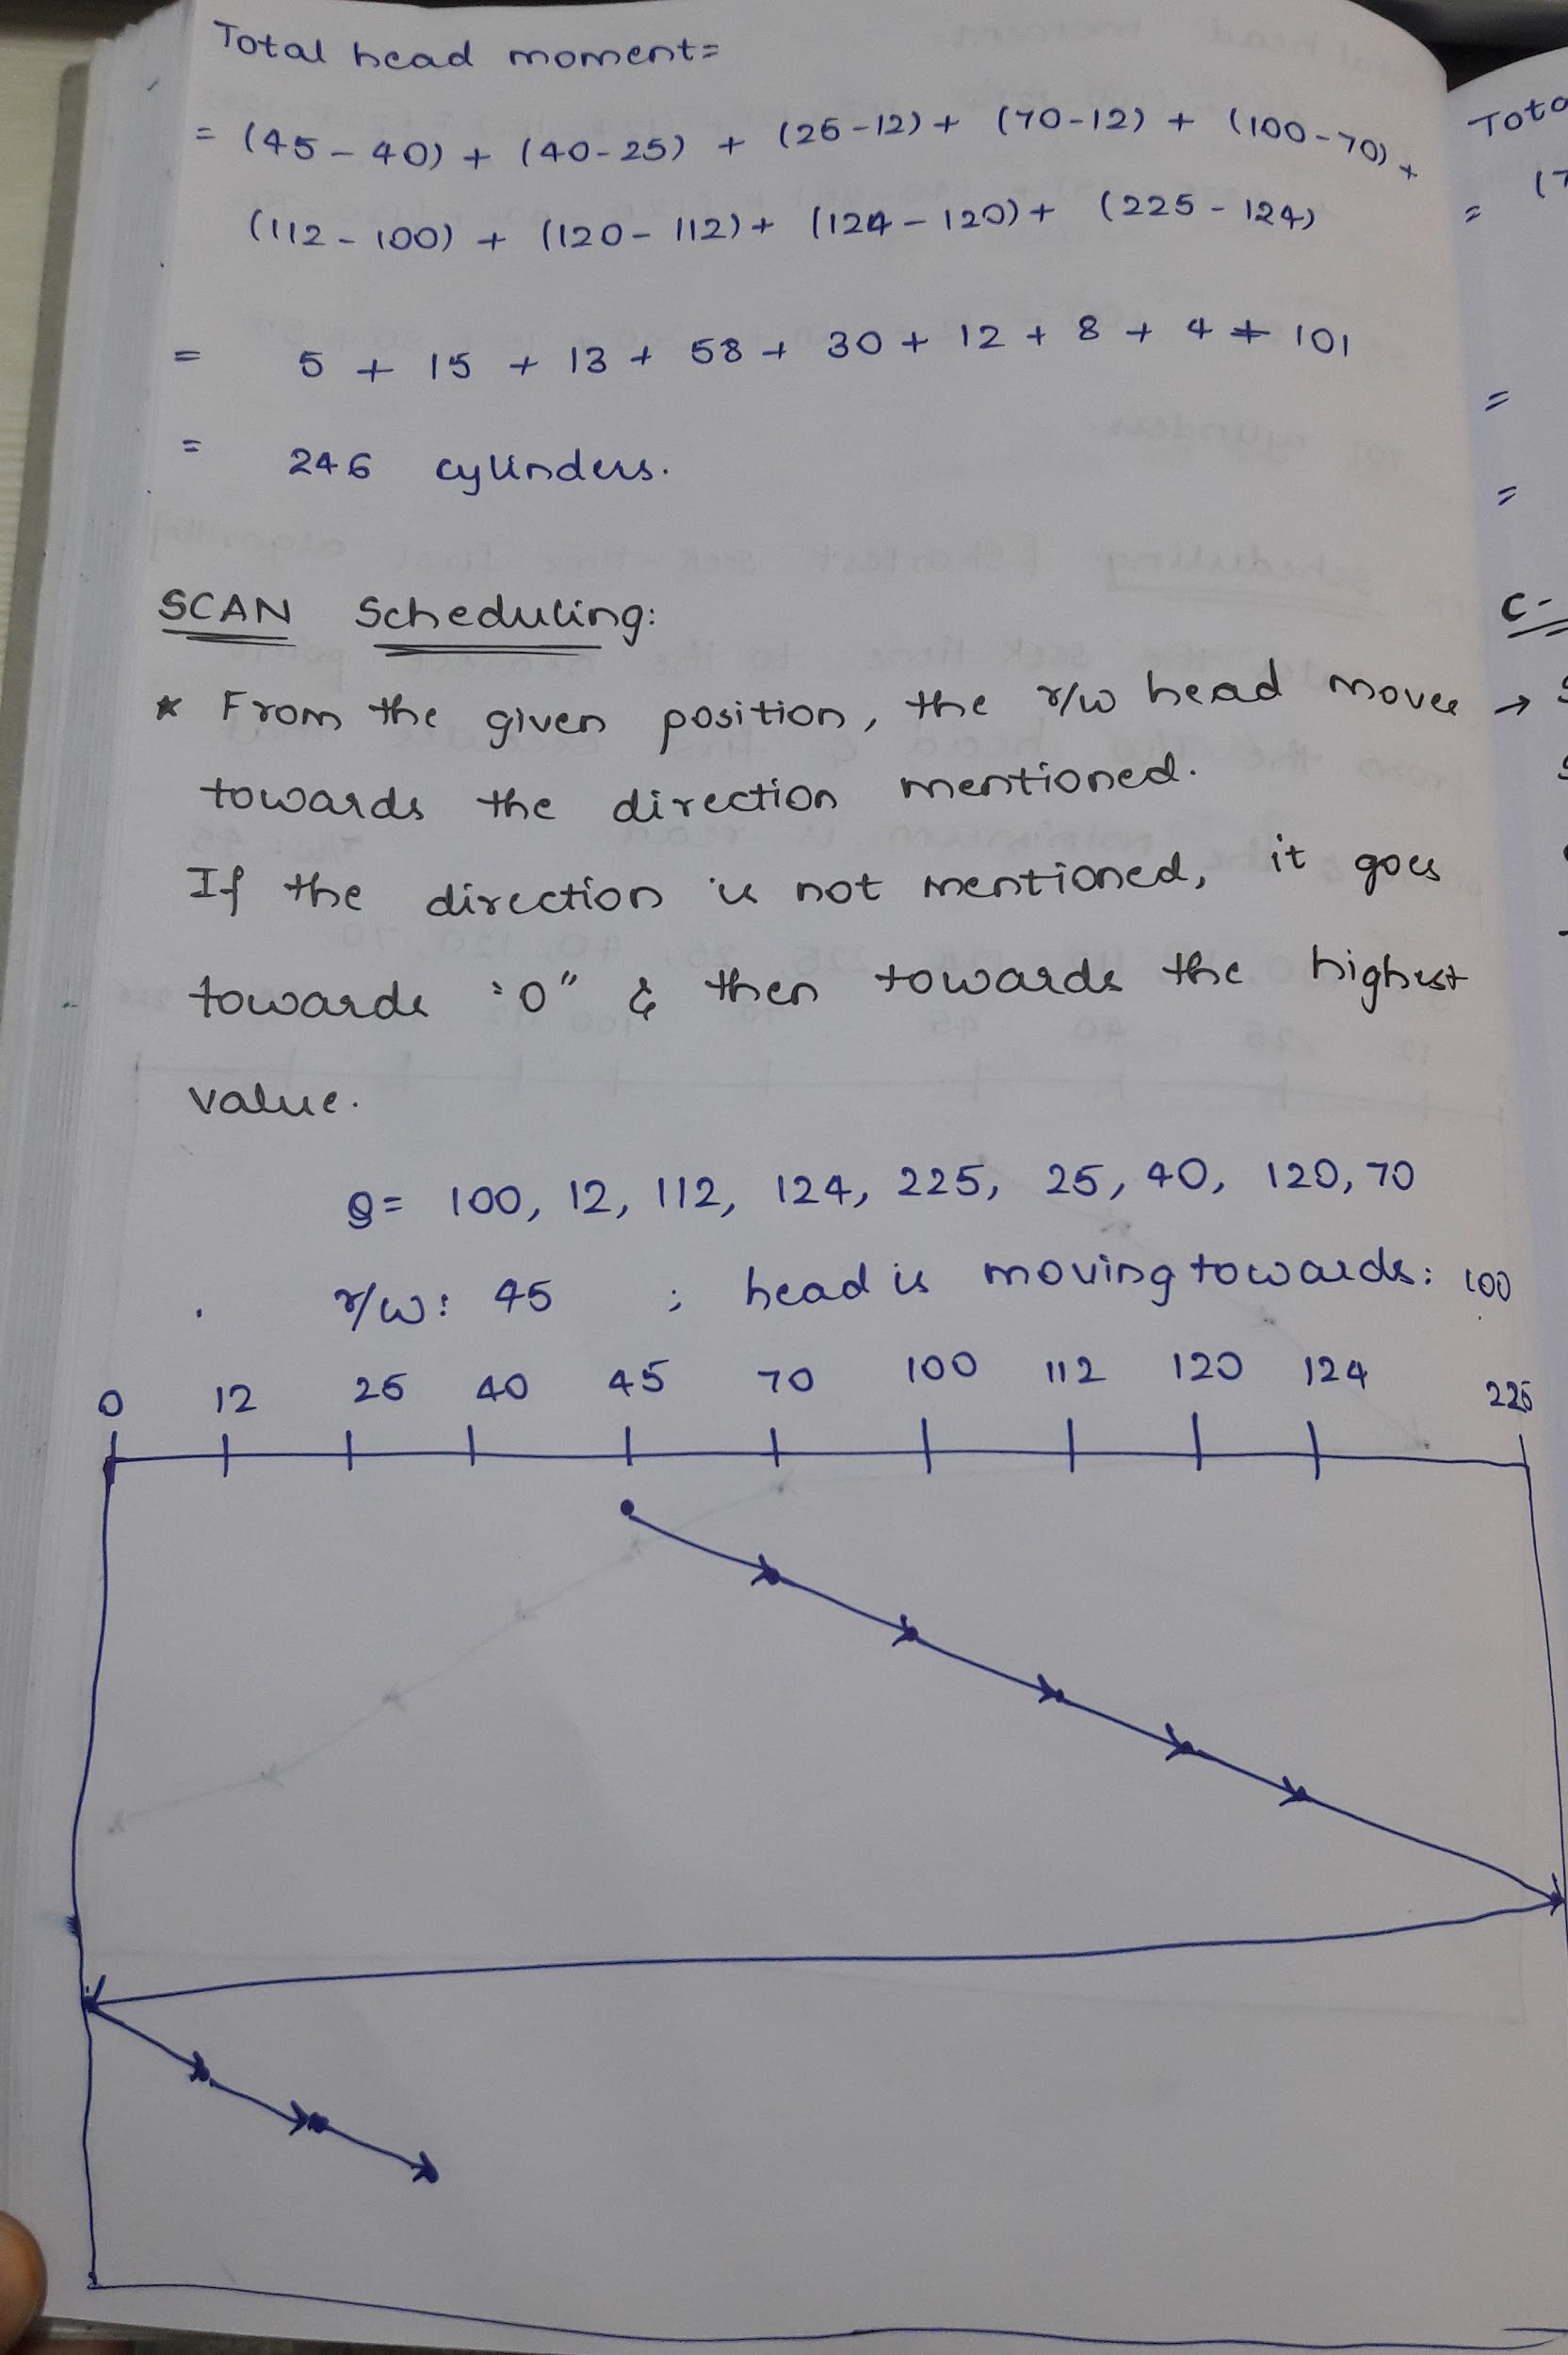 Total head moment=
= (45 - 40) + (40-25) + (25-12) + (70-12) + (100-70) +
(112 - 100) + (120 - 112) + (124 - 120) + (225 - 124)
= 5 + 15 + 13 + 58 + 30 + 12 + 8 + 4 + 101
= 246 cylinders.
SCAN Scheduling:
* From the given position, the r/w head moves
towards the direction mentioned.
If the direction is not mentioned, it goes
towards "0" & then towards the highest
value.
Q= 100, 12, 112, 124, 225, 25, 40, 120, 70
r/w: 45 ; head is moving towards: 100
0 12 25 40 45 70 100 112 120 124 225
Tota
= (7
=
=
C-
→